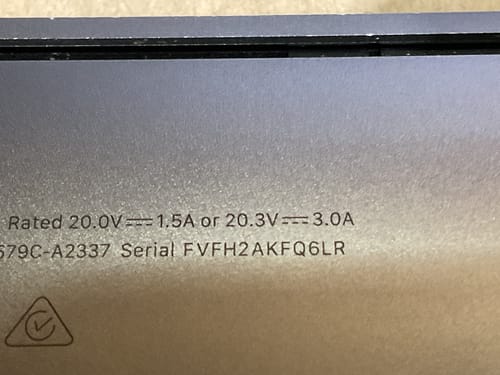 Rated 20.0V⎓1.5A or 20.3V⎓3.0A
579C-A2337 Serial FVFH2AKFQ6LR